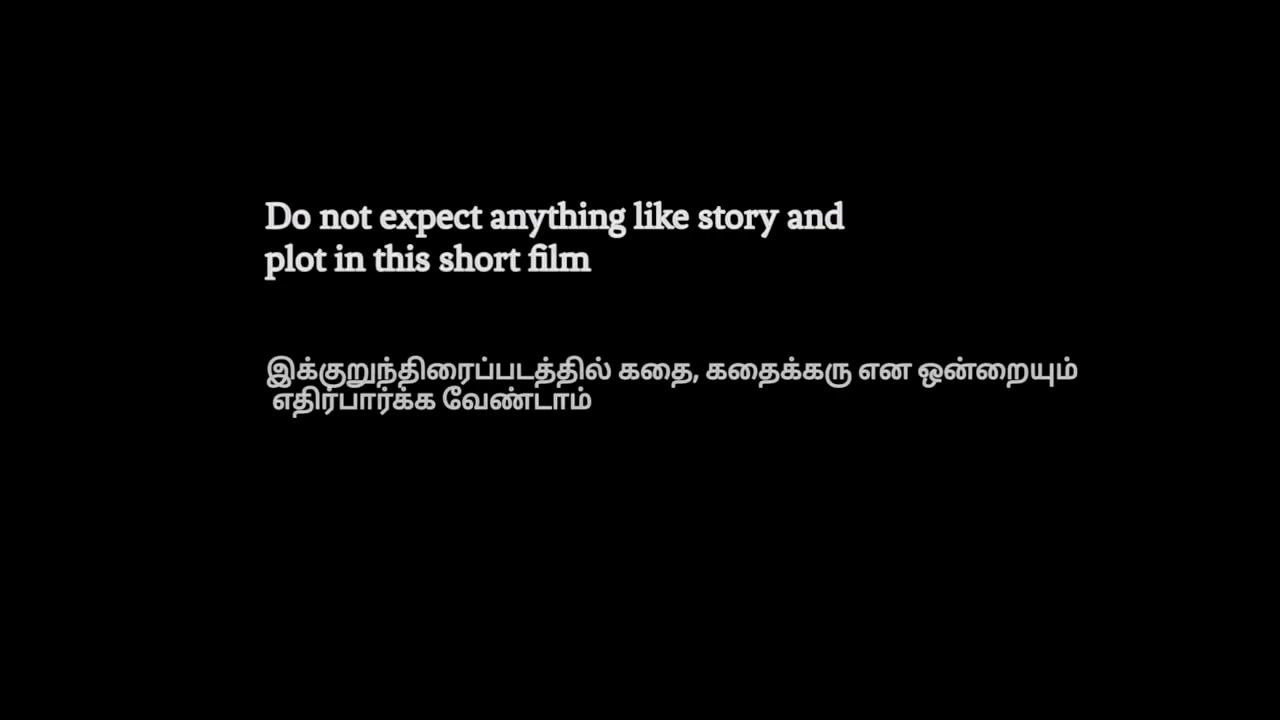 Do not expect anything like story and
plot in this short film
இக்குறுந்திரைப்படத்தில் கதை, கதைக்கரு என ஒன்றையும்
எதிர்பார்க்க வேண்டாம்